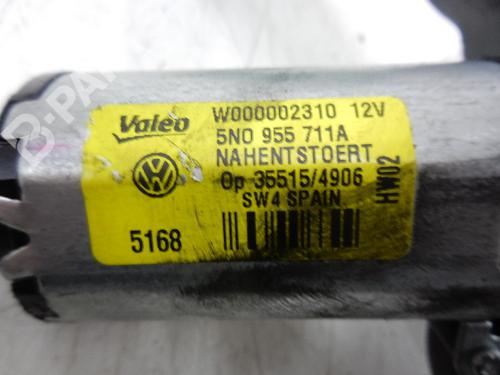 Valeo W000002310 12V
5N0 955 711A
NAHENTSTOERT
Op 35515/4906
SW4 SPAIN
HW02
5168